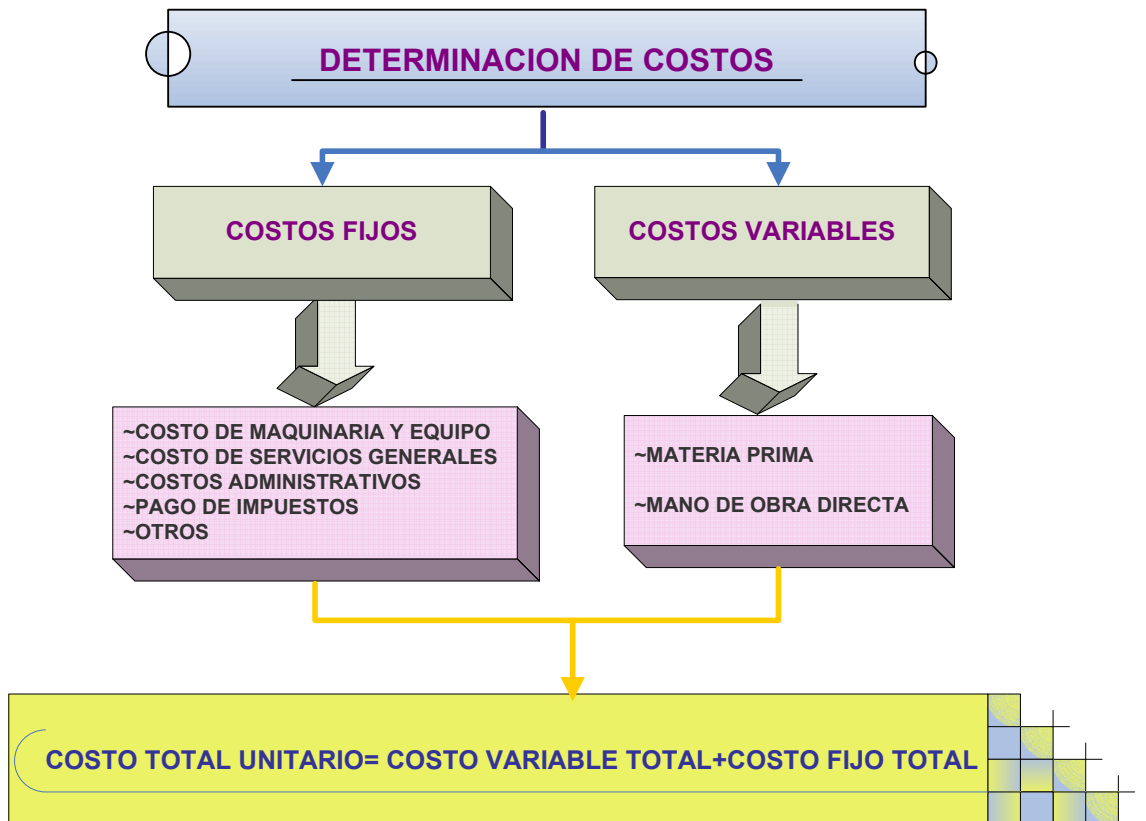 DETERMINACION DE COSTOS
COSTOS FIJOS
COSTOS VARIABLES
~COSTO DE MAQUINARIA Y EQUIPO
~COSTO DE SERVICIOS GENERALES
~COSTOS ADMINISTRATIVOS
~PAGO DE IMPUESTOS
~OTROS
~MATERIA PRIMA
~MANO DE OBRA DIRECTA
COSTO TOTAL UNITARIO= COSTO VARIABLE TOTAL+COSTO FIJO TOTAL